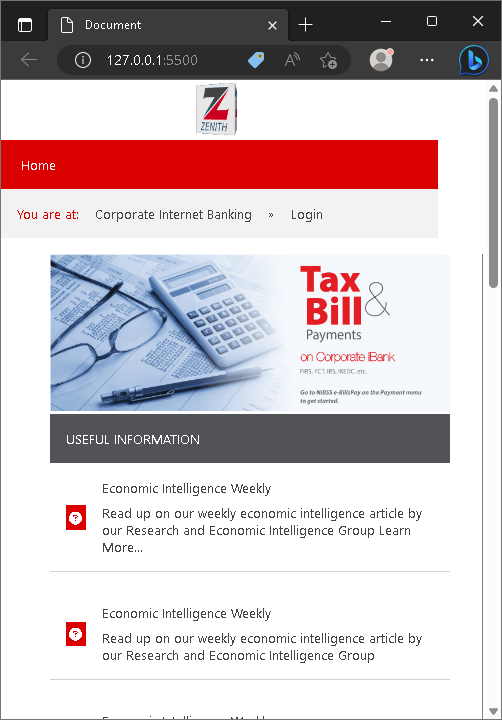 Document
127.0.0.1:5500
ZENITH
Home
You are at: Corporate Internet Banking » Login
Tax
Bill &
Payments
on Corporate IBank
FIRS, FCT, IRS, IKEDC, etc.
Go to NIBSS e-BillsPay on the Payment menu
to get started.
USEFUL INFORMATION
Economic Intelligence Weekly
Read up on our weekly economic intelligence article by
our Research and Economic Intelligence Group Learn
More...
Economic Intelligence Weekly
Read up on our weekly economic intelligence article by
our Research and Economic Intelligence Group